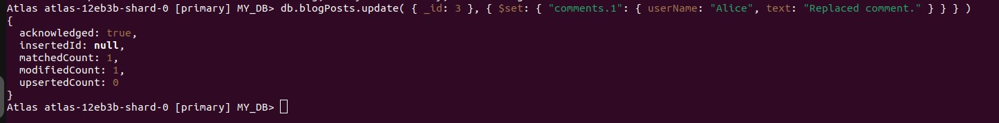 Atlas atlas-12eb3b-shard-0 [primary] MY_DB> db.blogPosts.update( { _id: 3 }, { $set: { "comments.1": { userName: "Alice", text: "Replaced comment." } } } )
{
  acknowledged: true,
  insertedId: null,
  matchedCount: 1,
  modifiedCount: 1,
  upsertedCount: 0
}
Atlas atlas-12eb3b-shard-0 [primary] MY_DB>